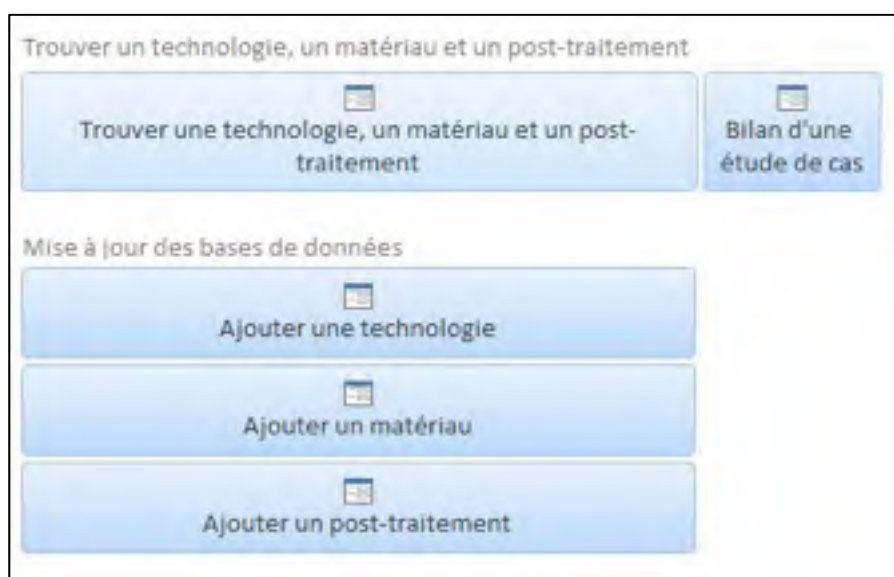 Trouver un technologie, un matériau et un post-traitement
Trouver une technologie, un matériau et un post-
traitement
Bilan d'une
étude de cas
Mise à jour des bases de données
Ajouter une technologie
Ajouter un matériau
Ajouter un post-traitement